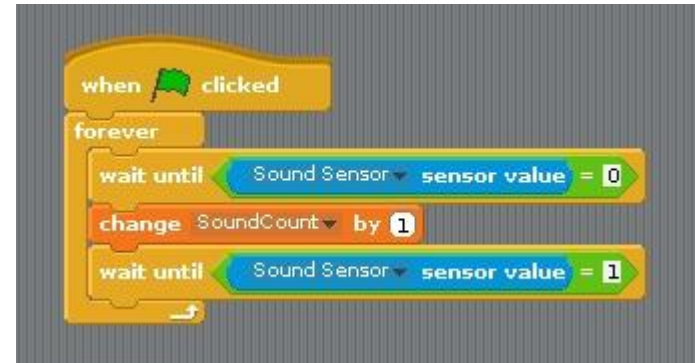 when clicked
forever
wait until Sound Sensor sensor value = 0
change SoundCount by 1
wait until Sound Sensor sensor value = 1